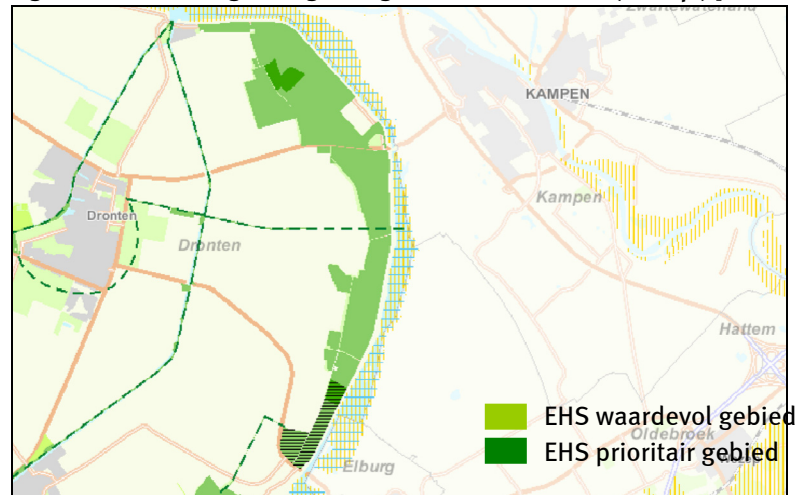 KAMPEN
Kampen
Dronten
Dronten
Hattem
EHS waardevol gebied
Oldebroek
EHS prioritair gebied
Elburg